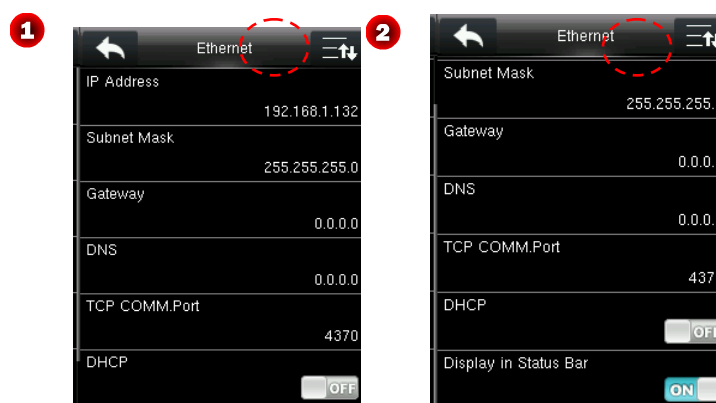 1
Ethernet
IP Address
192.168.1.132
Subnet Mask
255.255.255.0
Gateway
0.0.0.0
DNS
0.0.0.0
TCP COMM.Port
4370
DHCP
OFF
2
Ethernet
Subnet Mask
255.255.255.
Gateway
0.0.0.
DNS
0.0.0.
TCP COMM.Port
437
DHCP
OFF
Display in Status Bar
ON